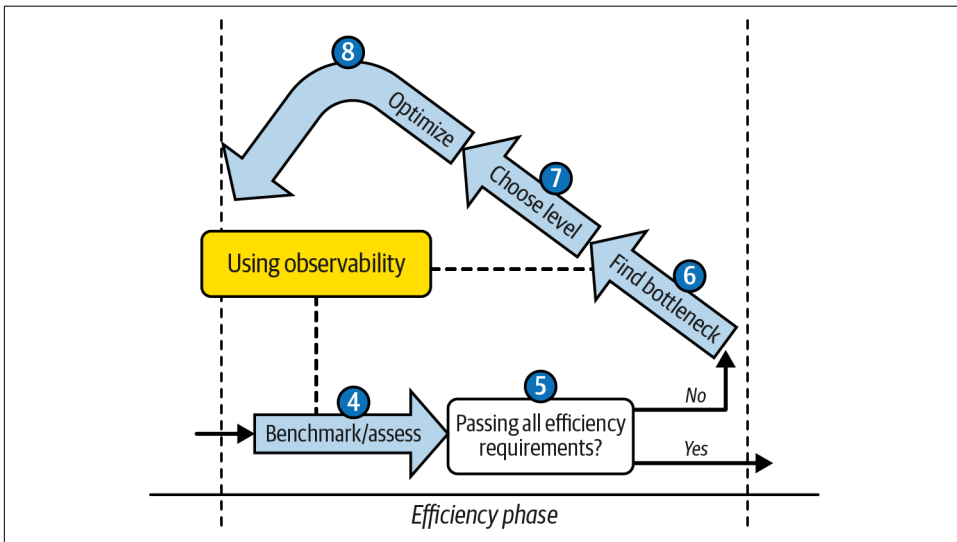 8
Optimize
7
Choose level
6
Find bottleneck
Using observability
4
Benchmark/assess
5
Passing all efficiency
requirements?
No
Yes
Efficiency phase